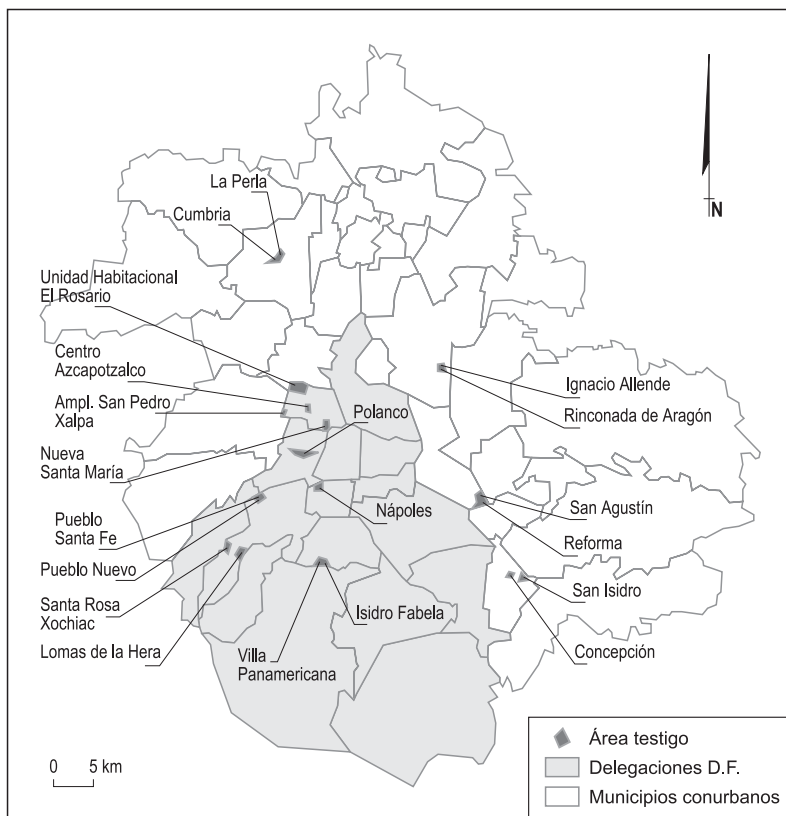 La Perla
Cumbria
Unidad Habitacional
El Rosario
Centro
Azcapotzalco
Ampl. San Pedro
Xalpa
Nueva
Santa María
Pueblo
Santa Fe
Pueblo Nuevo
Santa Rosa
Xochiac
Lomas de la Hera
Villa
Panamericana
Isidro Fabela
Nápoles
Polanco
Ignacio Allende
Rinconada de Aragón
San Agustín
Reforma
San Isidro
Concepción
N
0 5 km
Área testigo
Delegaciones D.F.
Municipios conurbanos